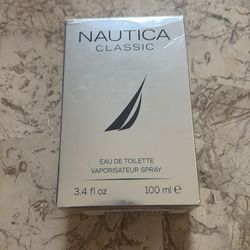 NAUTICA
CLASSIC
EAU DE TOILETTE
VAPORISATEUR SPRAY
3.4 fl oz 100 ml ℮